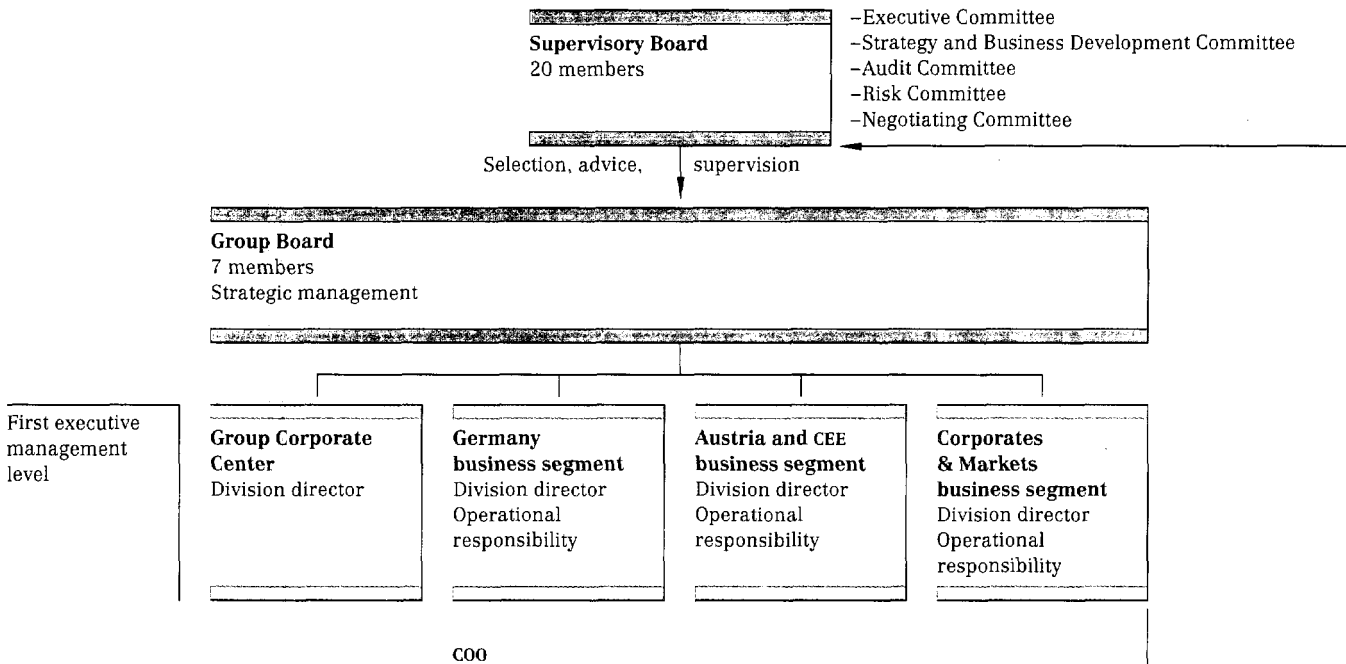 –Executive Committee
–Strategy and Business Development Committee
–Audit Committee
–Risk Committee
–Negotiating Committee
Supervisory Board
20 members
Selection, advice, supervision
Group Board
7 members
Strategic management
First executive
management
level
Group Corporate
Center
Division director
Germany
business segment
Division director
Operational
responsibility
Austria and CEE
business segment
Division director
Operational
responsibility
Corporates
& Markets
business segment
Division director
Operational
responsibility
COO